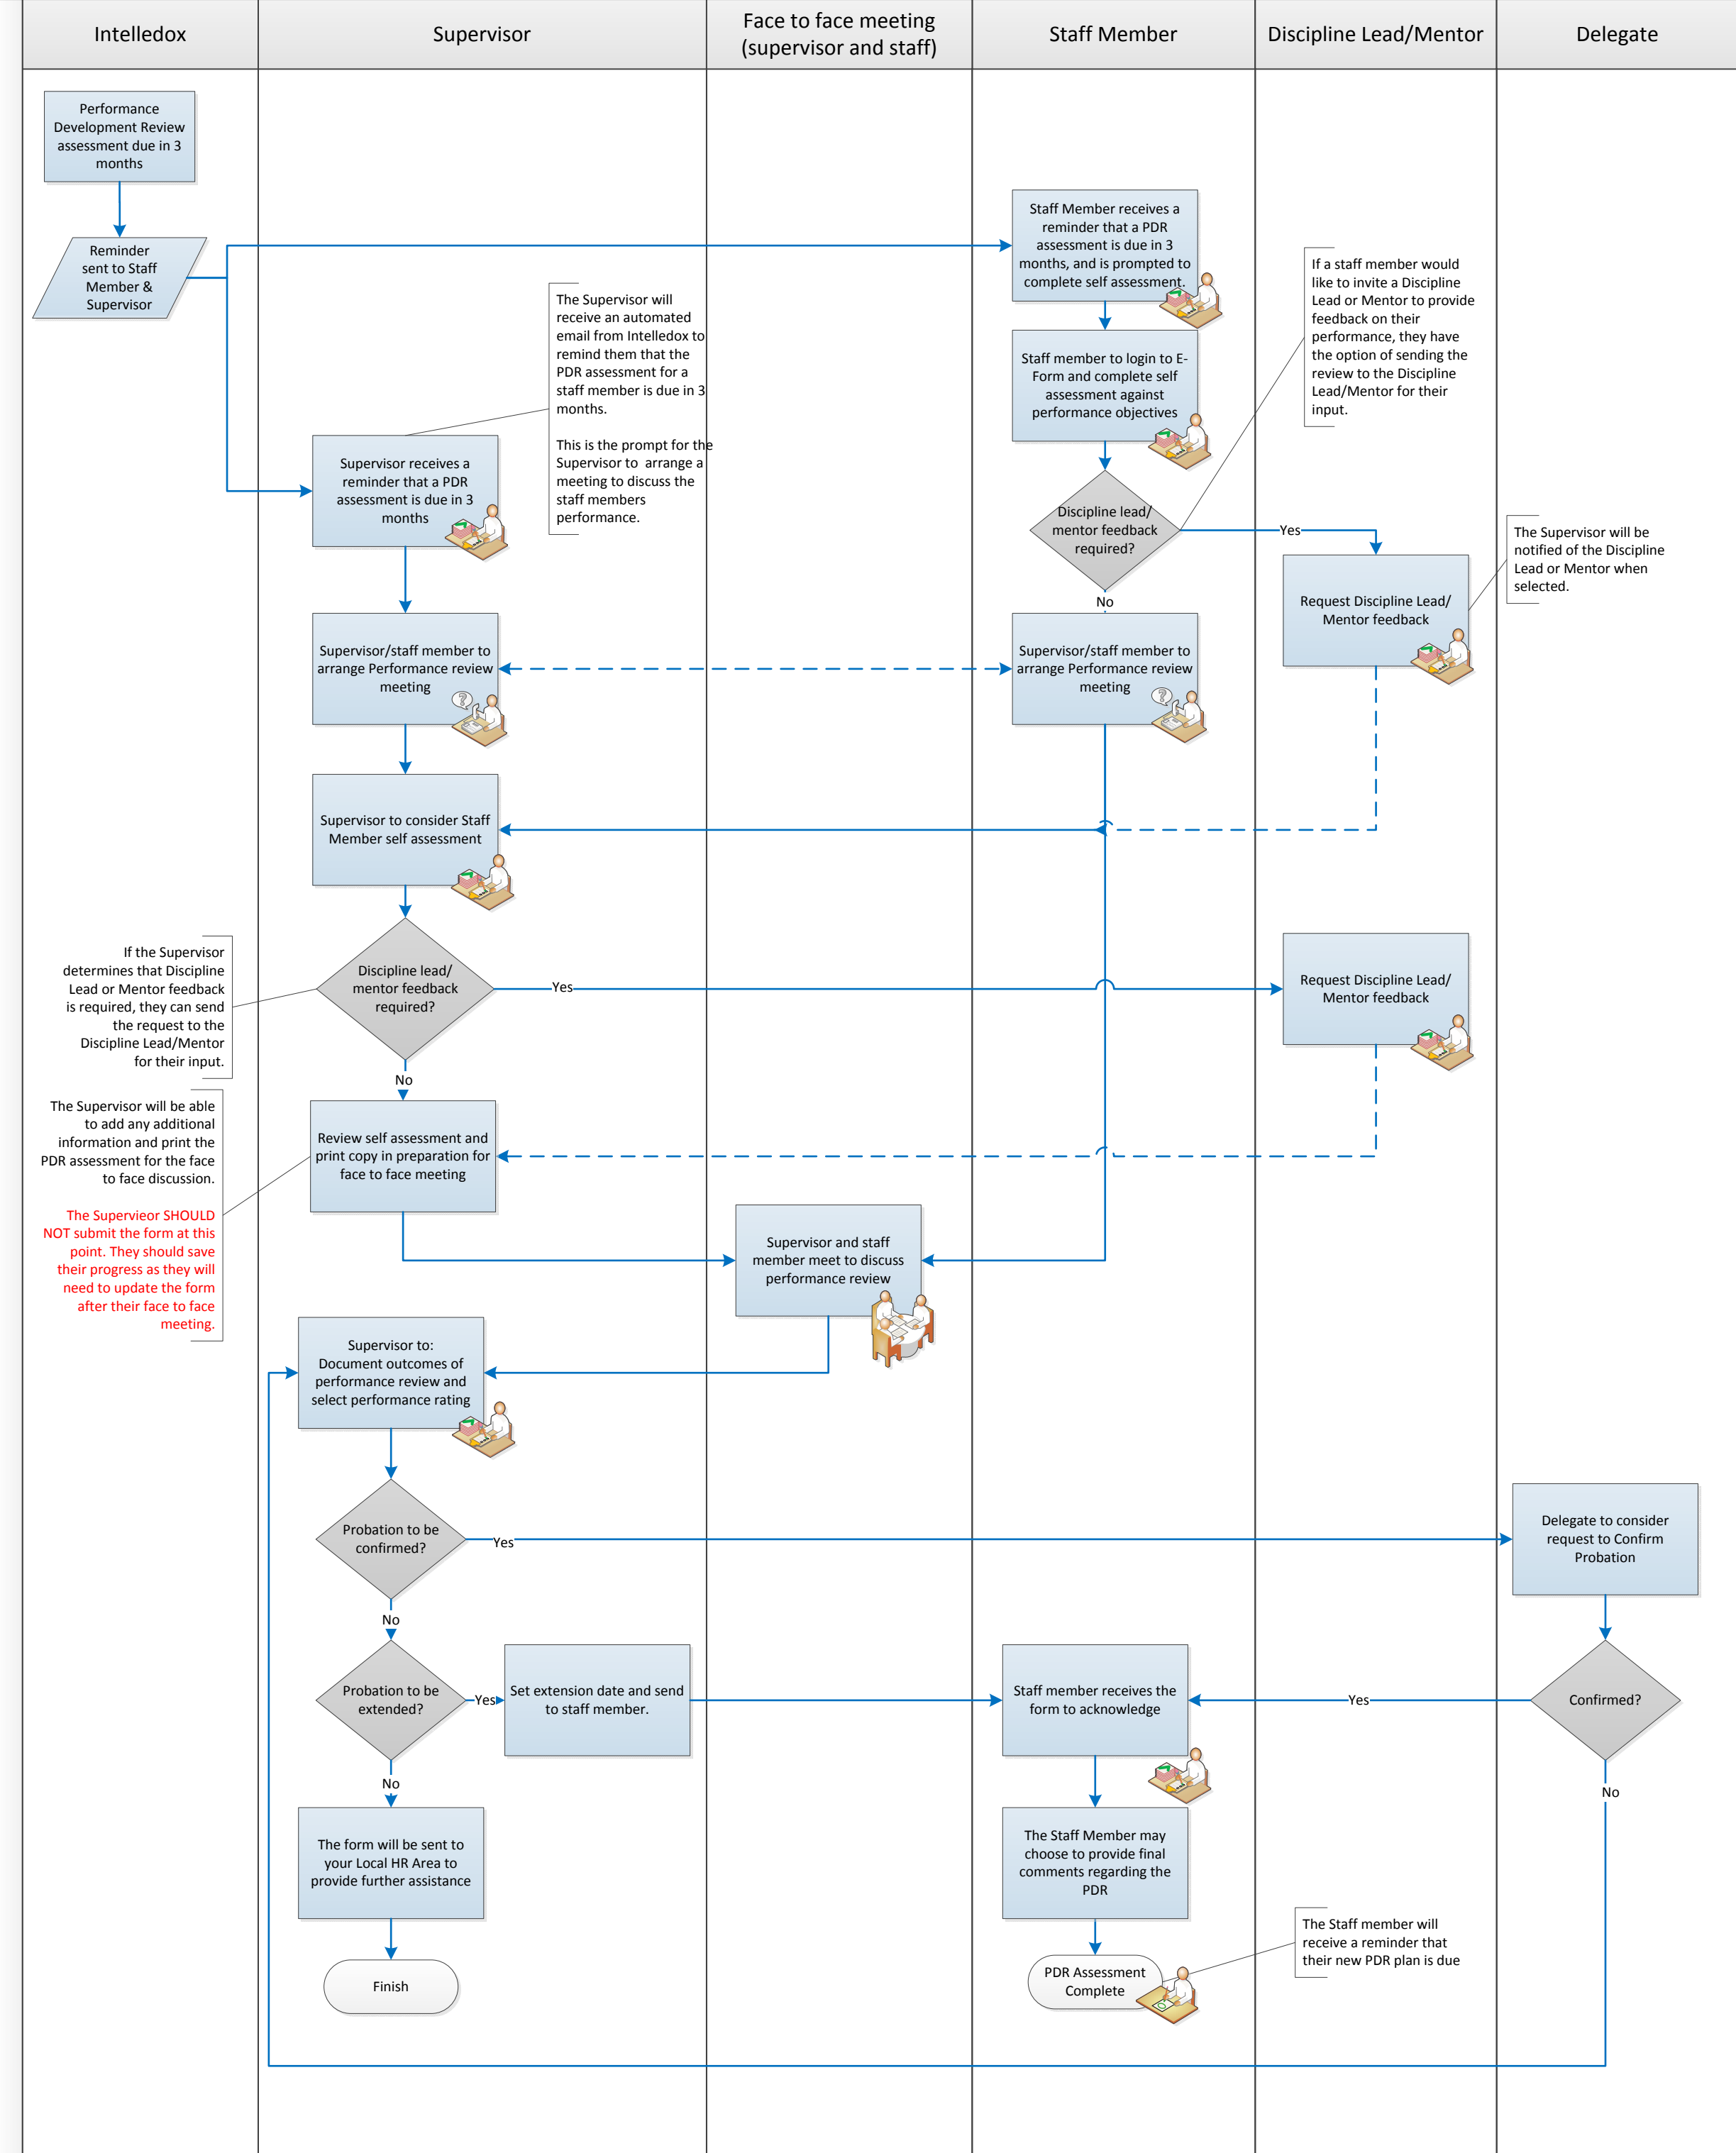 Intelledox
Supervisor
Face to face meeting
(supervisor and staff)
Staff Member
Discipline Lead/Mentor
Delegate
Performance
Development Review
assessment due in 3
months
Reminder
sent to Staff
Member &
Supervisor
Staff Member receives a
reminder that a PDR
assessment is due in 3
months, and is prompted to
complete self assessment.
If a staff member would
like to invite a Discipline
Lead or Mentor to provide
feedback on their
performance, they have
the option of sending the
review to the Discipline
Lead/Mentor for their
input.
The Supervisor will
receive an automated
email from Intelledox to
remind them that the
PDR assessment for a
staff member is due in 3
months.
This is the prompt for the
Supervisor to  arrange a
meeting to discuss the
staff members
performance.
Staff member to login to E-
Form and complete self
assessment against
performance objectives
Supervisor receives a
reminder that a PDR
assessment is due in 3
months
Discipline lead/
mentor feedback
required?
Yes
No
The Supervisor will be
notified of the Discipline
Lead or Mentor when
selected.
Request Discipline Lead/
Mentor feedback
Supervisor/staff member to
arrange Performance review
meeting
Supervisor/staff member to
arrange Performance review
meeting
?
?
Supervisor to consider Staff
Member self assessment
If the Supervisor
determines that Discipline
Lead or Mentor feedback
is required, they can send
the request to the
Discipline Lead/Mentor
for their input.
Discipline lead/
mentor feedback
required?
Yes
No
Request Discipline Lead/
Mentor feedback
The Supervisor will be able
to add any additional
information and print the
PDR assessment for the face
to face discussion.
The Supervieor SHOULD
NOT submit the form at this
point. They should save
their progress as they will
need to update the form
after their face to face
meeting.
Review self assessment and
print copy in preparation for
face to face meeting
Supervisor and staff
member meet to discuss
performance review
Supervisor to:
Document outcomes of
performance review and
select performance rating
Probation to be
confirmed?
Yes
No
Delegate to consider
request to Confirm
Probation
Probation to be
extended?
Yes
No
Set extension date and send
to staff member.
Staff member receives the
form to acknowledge
Yes
Confirmed?
No
The form will be sent to
your Local HR Area to
provide further assistance
The Staff Member may
choose to provide final
comments regarding the
PDR
The Staff member will
receive a reminder that
their new PDR plan is due
Finish
PDR Assessment
Complete